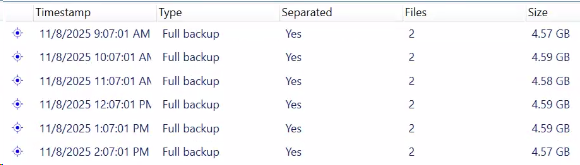 Timestamp Type Separated Files Size
11/8/2025 9:07:01 AM Full backup Yes 2 4.57 GB
11/8/2025 10:07:01 AM Full backup Yes 2 4.59 GB
11/8/2025 11:07:01 AM Full backup Yes 2 4.58 GB
11/8/2025 12:07:01 PM Full backup Yes 2 4.59 GB
11/8/2025 1:07:01 PM Full backup Yes 2 4.59 GB
11/8/2025 2:07:01 PM Full backup Yes 2 4.57 GB